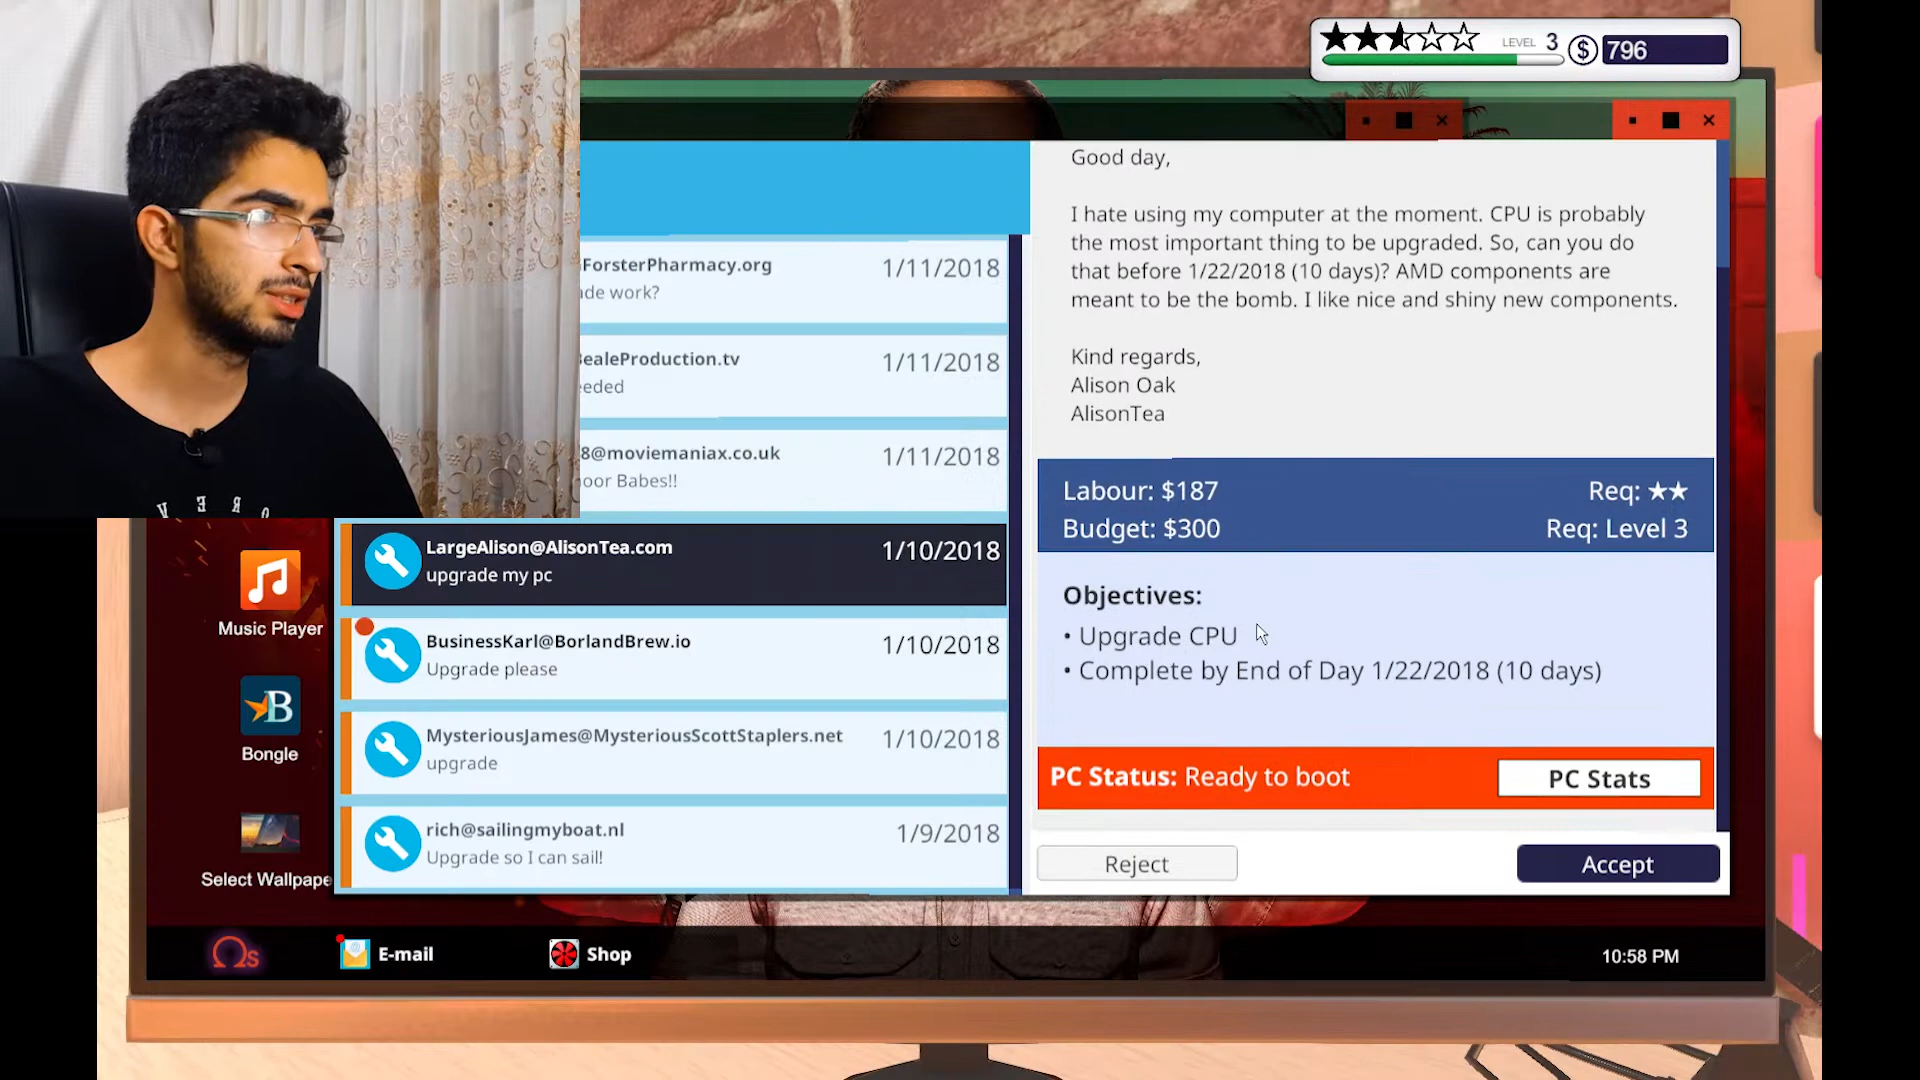 LEVEL 3
$ 796
Good day,
I hate using my computer at the moment. CPU is probably
the most important thing to be upgraded. So, can you do
that before 1/22/2018 (10 days)? AMD components are
meant to be the bomb. I like nice and shiny new components.
Kind regards,
Alison Oak
AlisonTea
Labour: $187
Req: ★★
Budget: $300
Req: Level 3
Objectives:
• Upgrade CPU
• Complete by End of Day 1/22/2018 (10 days)
PC Status: Ready to boot
PC Stats
Reject
Accept
ForsterPharmacy.org
1/11/2018
work?
ealeProduction.tv
1/11/2018
eeded
8@moviemaniax.co.uk
1/11/2018
oor Babes!!
LargeAlison@AlisonTea.com
1/10/2018
upgrade my pc
BusinessKarl@BorlandBrew.io
1/10/2018
Upgrade please
MysteriousJames@MysteriousScottStaplers.net
1/10/2018
upgrade
rich@sailingmyboat.nl
1/9/2018
Upgrade so I can sail!
Music Player
Bongle
Select Wallpape
Ωs
E-mail
Shop
10:58 PM